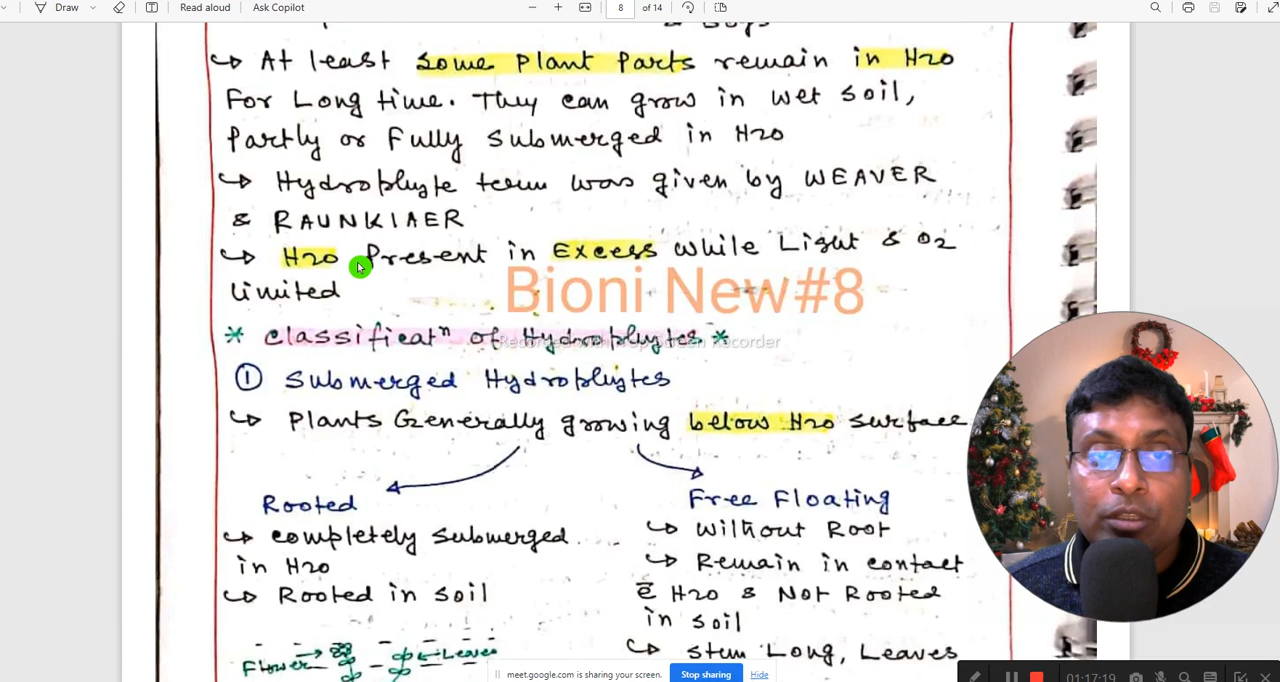 Draw
Read aloud
Ask Copilot
8 of 14
↳ At least some Plant Parts remain in H2O
For Long time. They can grow in wet soil,
Partly or Fully submerged in H2O
↳ Hydrophyte term was given by WEAVER
& RAUNKIAER
↳ H2O Present in Excess while Light & O2
limited
Bioni New#8
* Classificatⁿ of Hydrophytes *
① Submerged Hydrophytes
↳ Plants Generally growing below H2O surface
Rooted
↳ completely submerged
in H2O
↳ Rooted in soil
Flower → ← Leaves
Free Floating
↳ Without Root
↳ Remain in contact
c̄ H2O & Not Rooted
in soil
↳ stem Long, Leaves
meet.google.com is sharing your screen.
Stop sharing
Hide
01:17:19